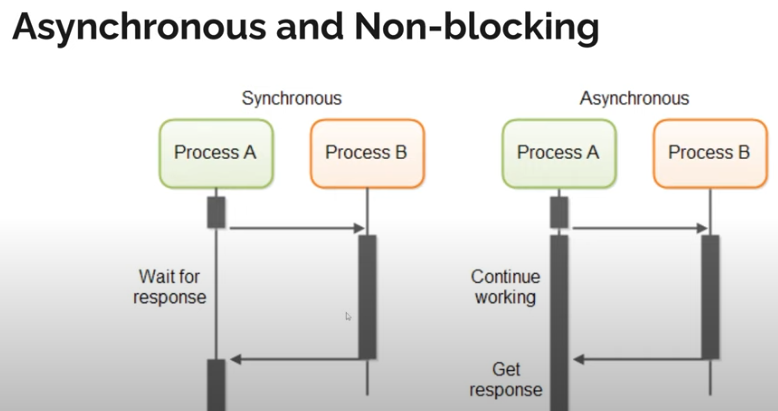 Asynchronous and Non-blocking
Synchronous
Process A
Process B
Wait for
response
Asynchronous
Process A
Process B
Continue
working
Get
response